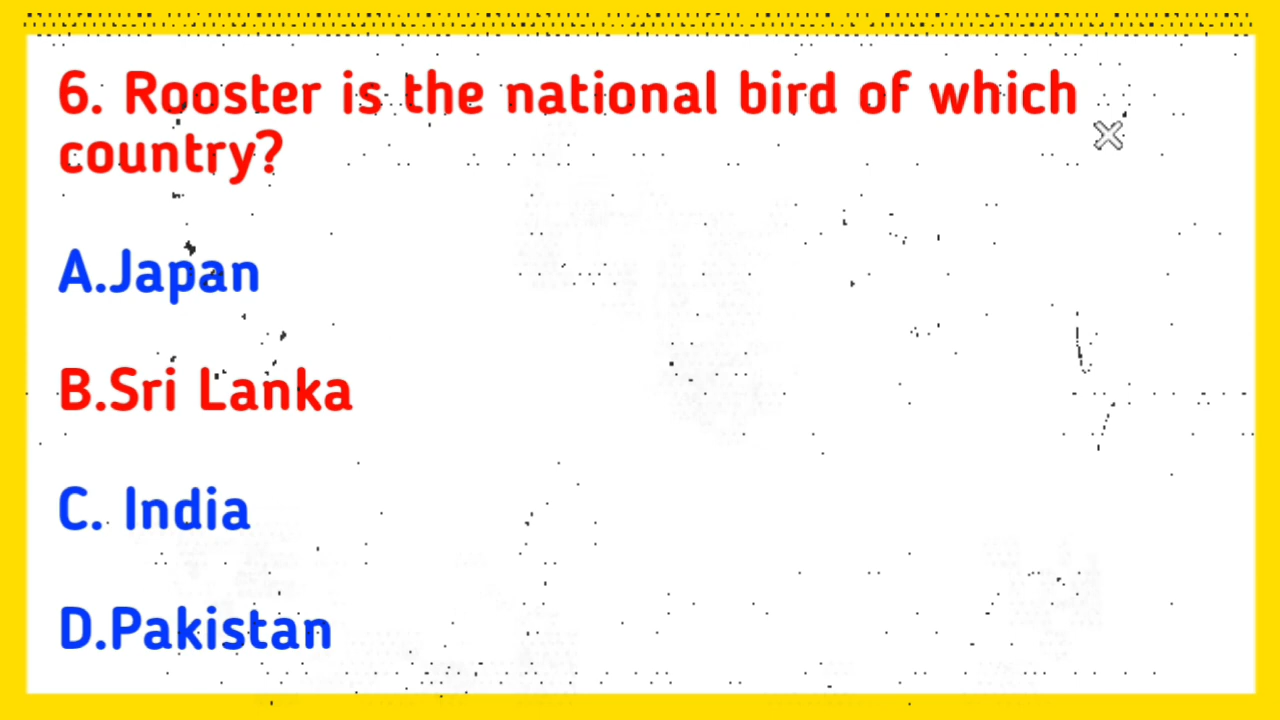 6. Rooster is the national bird of which
country?
A.Japan
B.Sri Lanka
C. India
D.Pakistan